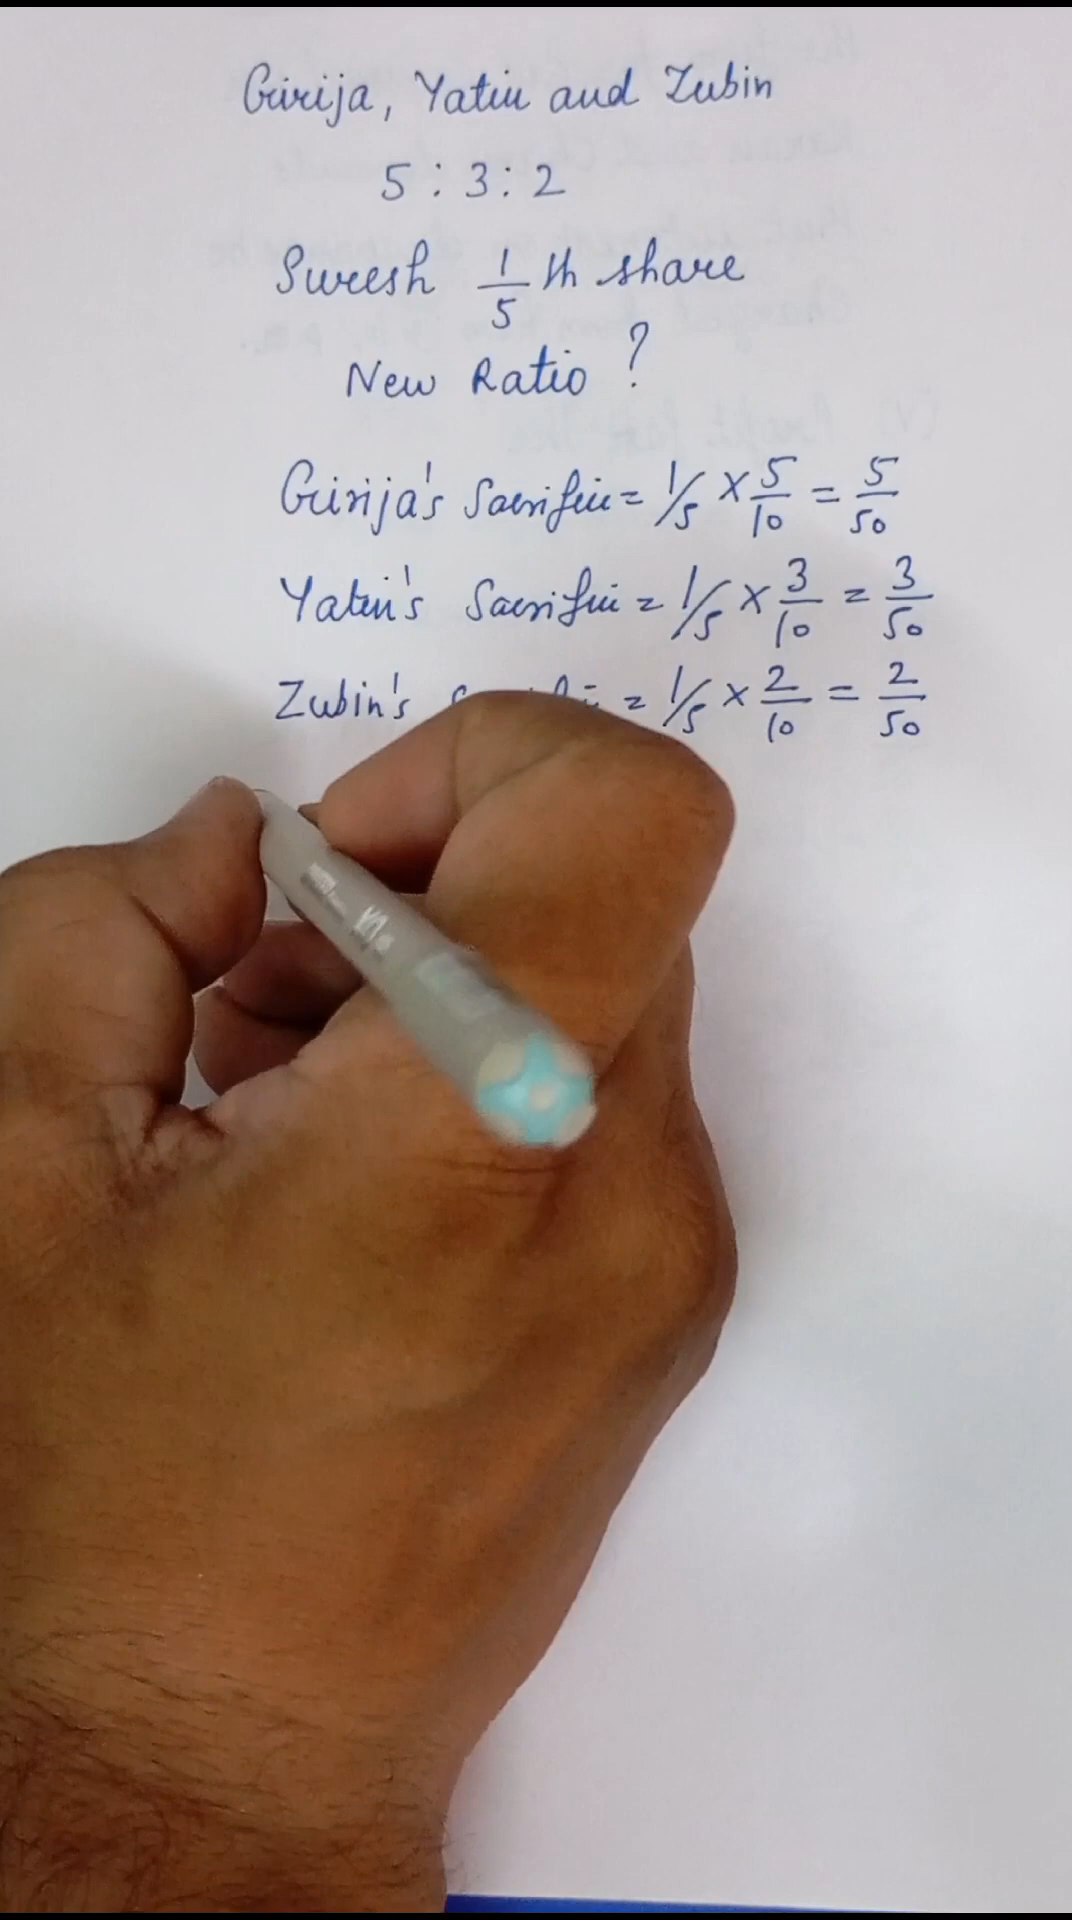 Girija, Yatin and Zubin
5 : 3 : 2
Suresh 1/5 th share
New Ratio ?
Girija's Sacrifice = 1/5 × 5/10 = 5/50
Yatin's Sacrifice = 1/5 × 3/10 = 3/50
Zubin's = 1/5 × 2/10 = 2/50